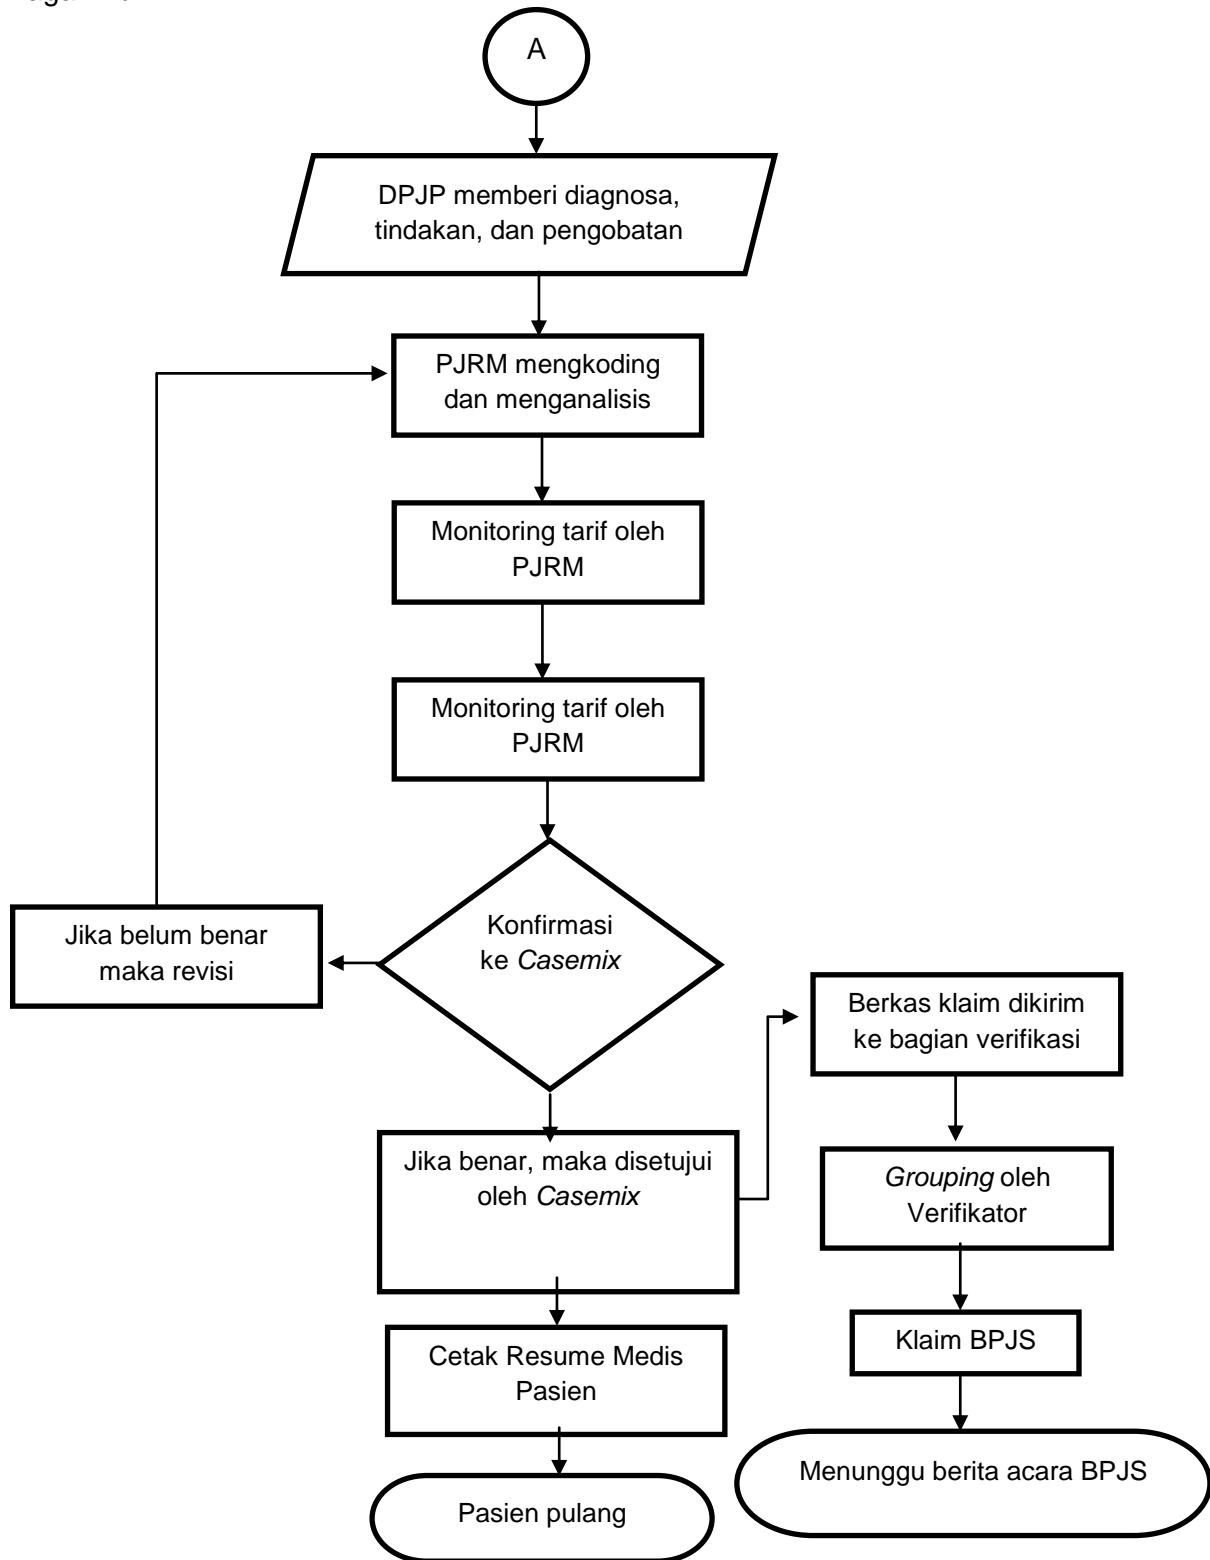 A
DPJP memberi diagnosa,
tindakan, dan pengobatan
PJRM mengkoding
dan menganalisis
Monitoring tarif oleh
PJRM
Monitoring tarif oleh
PJRM
Konfirmasi
ke Casemix
Jika belum benar
maka revisi
Jika benar, maka disetujui
oleh Casemix
Cetak Resume Medis
Pasien
Pasien pulang
Berkas klaim dikirim
ke bagian verifikasi
Grouping oleh
Verifikator
Klaim BPJS
Menunggu berita acara BPJS